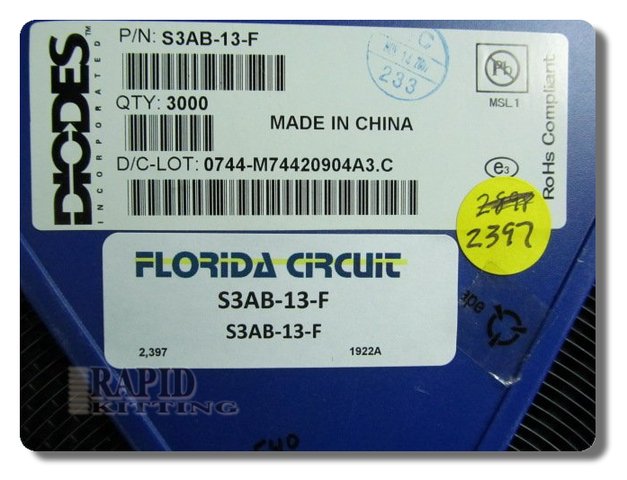 DIODES™
INCORPORATED
P/N: S3AB-13-F
QTY: 3000
MADE IN CHINA
D/C-LOT: 0744-M74420904A3.C
C
233
Pb
MSL.1
e3
RoHs Compliant
2397
FLORIDA CIRCUIT
S3AB-13-F
S3AB-13-F
2,397 1922A
RAPID
KITTING